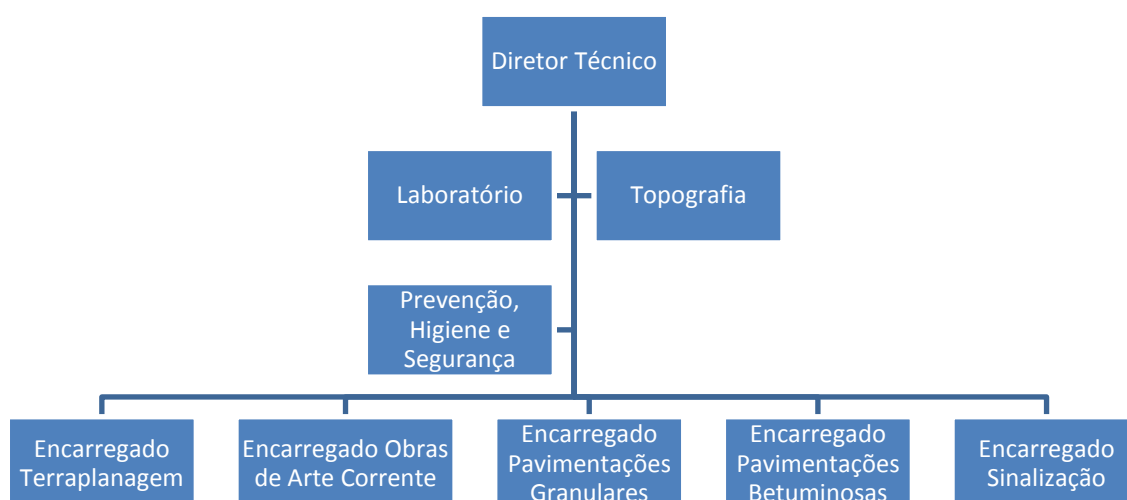 Diretor Técnico
Laboratório
Topografia
Prevenção,
Higiene e
Segurança
Encarregado
Terraplanagem
Encarregado Obras
de Arte Corrente
Encarregado
Pavimentações
Granulares
Encarregado
Pavimentações
Betuminosas
Encarregado
Sinalização